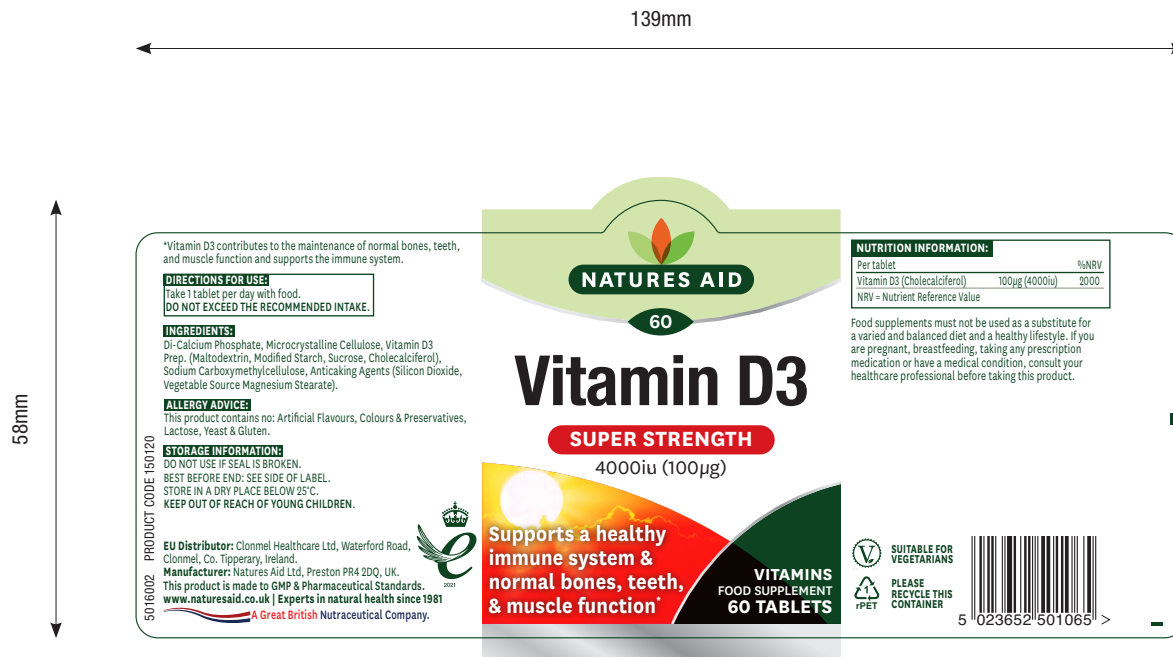 139mm
58mm
*Vitamin D3 contributes to the maintenance of normal bones, teeth,
and muscle function and supports the immune system.
DIRECTIONS FOR USE:
Take 1 tablet per day with food.
DO NOT EXCEED THE RECOMMENDED INTAKE.
INGREDIENTS:
Di-Calcium Phosphate, Microcrystalline Cellulose, Vitamin D3
Prep. (Maltodextrin, Modified Starch, Sucrose, Cholecalciferol),
Sodium Carboxymethylcellulose, Anticaking Agents (Silicon Dioxide,
Vegetable Source Magnesium Stearate).
ALLERGY ADVICE:
This product contains no: Artificial Flavours, Colours & Preservatives,
Lactose, Yeast & Gluten.
STORAGE INFORMATION:
DO NOT USE IF SEAL IS BROKEN.
BEST BEFORE END: SEE SIDE OF LABEL.
STORE IN A DRY PLACE BELOW 25°C.
KEEP OUT OF REACH OF YOUNG CHILDREN.
EU Distributor: Clonmel Healthcare Ltd, Waterford Road,
Clonmel, Co. Tipperary, Ireland.
Manufacturer: Natures Aid Ltd, Preston PR4 2DQ, UK.
This product is made to GMP & Pharmaceutical Standards.
www.naturesaid.co.uk | Experts in natural health since 1981
A Great British Nutraceutical Company.
5016002 PRODUCT CODE 150120
e
2021
NATURES AID
60
Vitamin D3
SUPER STRENGTH
4000iu (100µg)
Supports a healthy
immune system &
normal bones, teeth,
& muscle function*
VITAMINS
FOOD SUPPLEMENT
60 TABLETS
NUTRITION INFORMATION:
Per tablet %NRV
Vitamin D3 (Cholecalciferol) 100µg (4000iu) 2000
NRV = Nutrient Reference Value
Food supplements must not be used as a substitute for
a varied and balanced diet and a healthy lifestyle. If you
are pregnant, breastfeeding, taking any prescription
medication or have a medical condition, consult your
healthcare professional before taking this product.
V
SUITABLE FOR
VEGETARIANS
1
rPET
PLEASE
RECYCLE THIS
CONTAINER
5 023652 501065 >